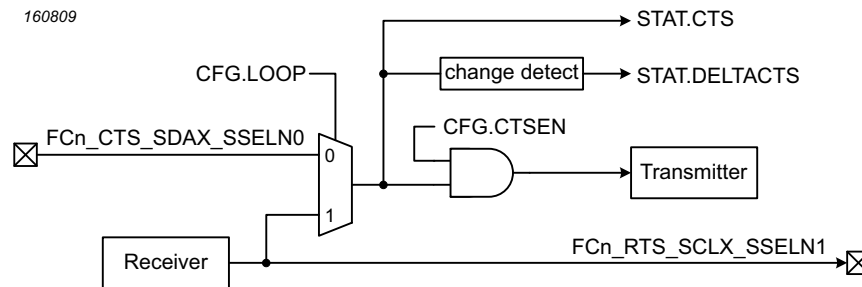 160809
STAT.CTS
CFG.LOOP
change detect
STAT.DELTACTS
FCn_CTS_SDAX_SSELN0
CFG.CTSEN
0
Transmitter
1
Receiver
FCn_RTS_SCLX_SSELN1